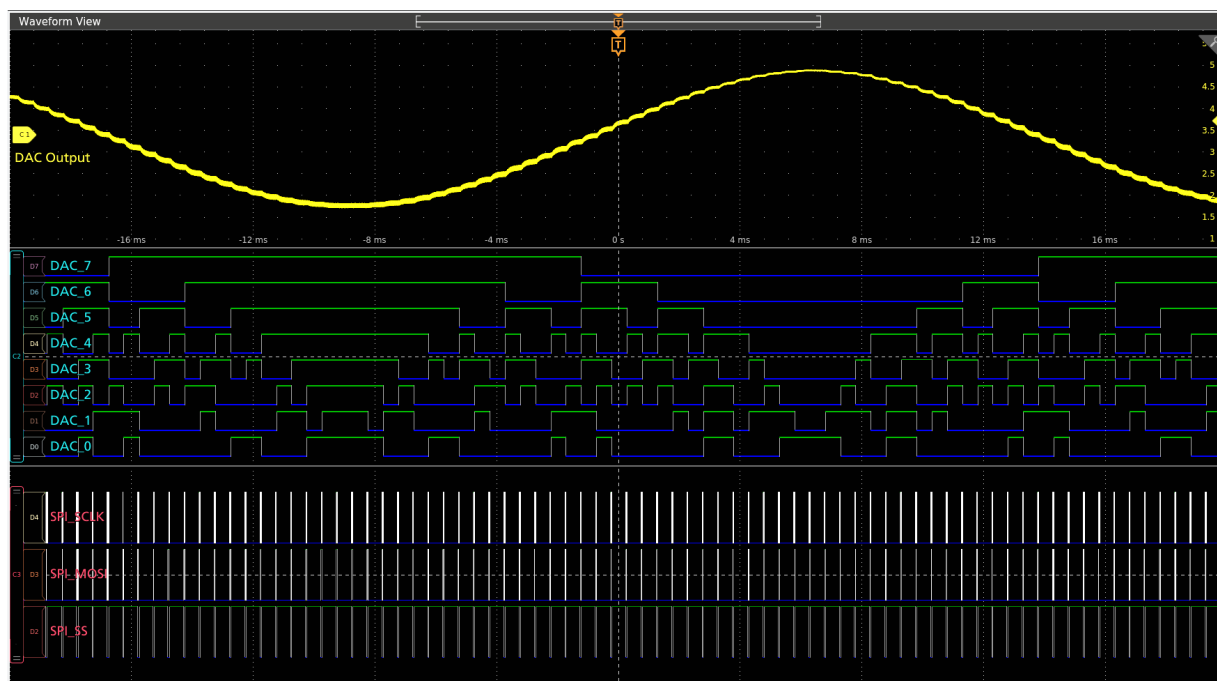 Waveform View
T
T
5
4.5
4
3.5
3
2.5
2
1.5
1
C 1
DAC Output
-16 ms
-12 ms
-8 ms
-4 ms
0 s
4 ms
8 ms
12 ms
16 ms
D7 DAC_7
D6 DAC_6
D5 DAC_5
D4 DAC_4
C2
D3 DAC_3
D2 DAC_2
D1 DAC_1
D0 DAC_0
D4 SPI_SCLK
C3 D3 SPI_MOSI
D2 SPI_SS